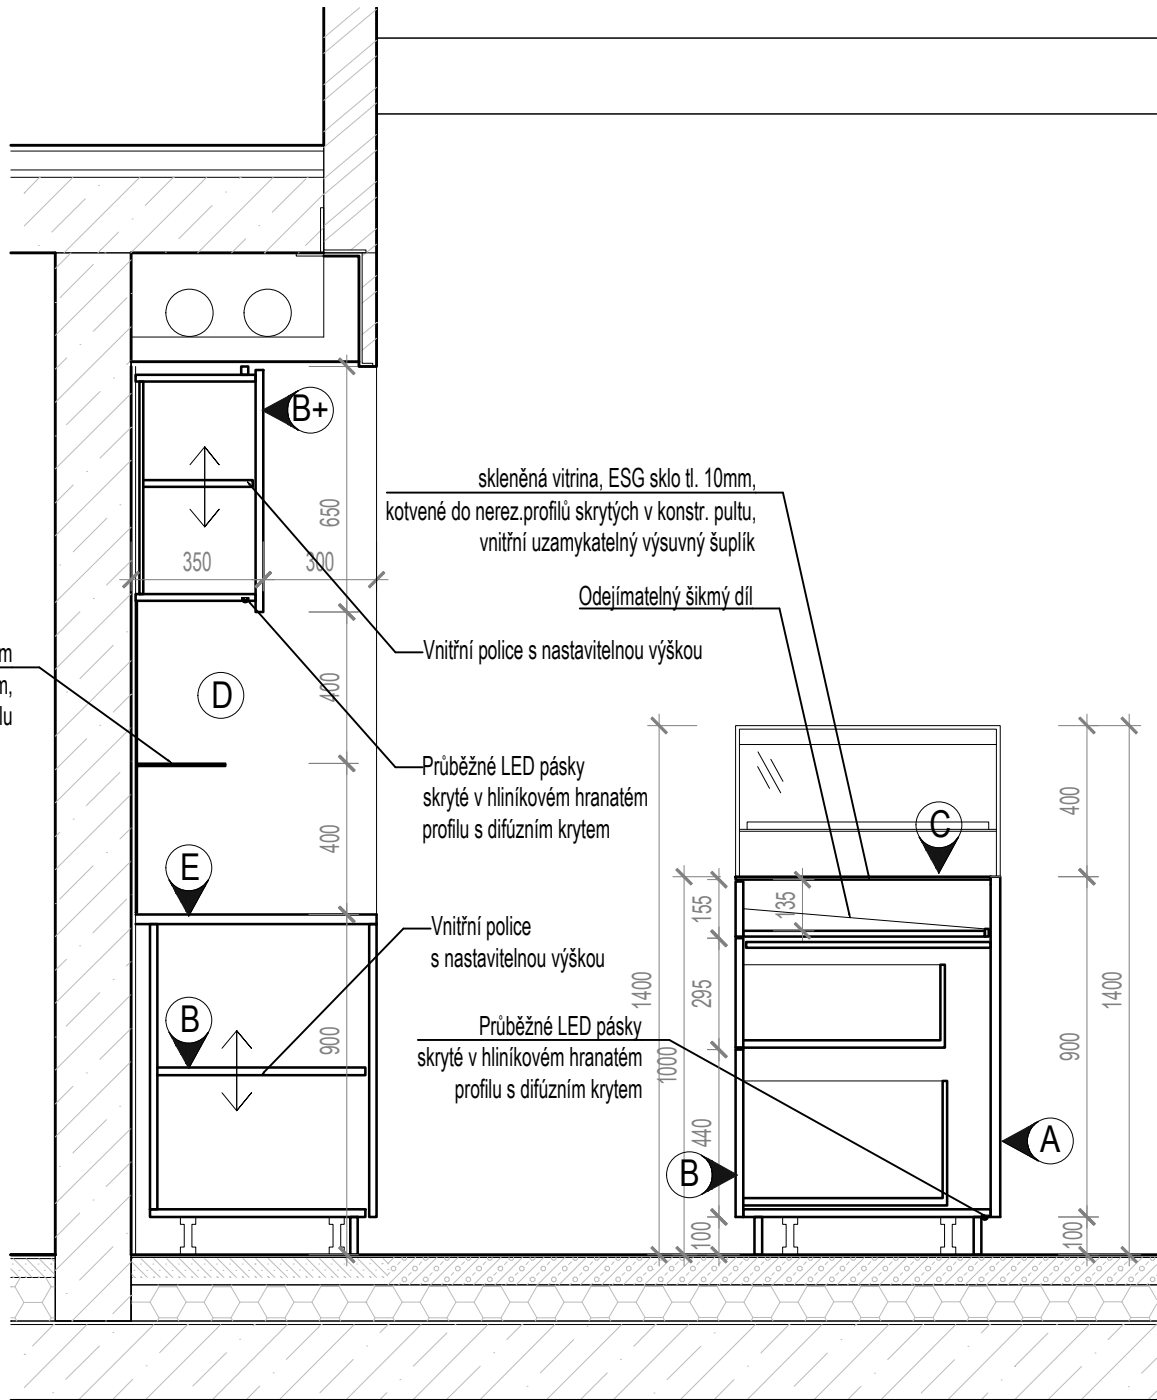 B+
skleněná vitrina, ESG sklo tl. 10mm,
kotvené do nerez.profilů skrytých v konstr. pultu,
vnitřní uzamykatelný výsuvný šuplík
650
350
300
Odejímatelný šikmý díl
Vnitřní police s nastavitelnou výškou
m
m,
lu
D
400
Průběžné LED pásky
skryté v hliníkovém hranatém
profilu s difúzním krytem
400
400
C
E
155
135
Vnitřní police
s nastavitelnou výškou
1400
295
1400
B
900
Průběžné LED pásky
skryté v hliníkovém hranatém
profilu s difúzním krytem
1000
900
440
A
B
100
100